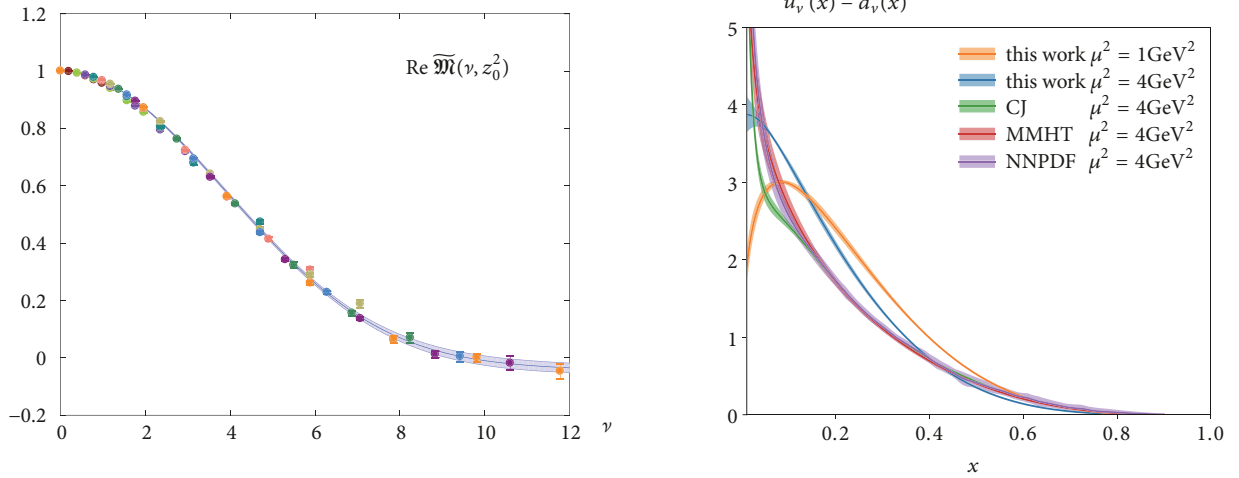 1.2
1
0.8
0.6
0.4
0.2
0
−0.2
0 2 4 6 8 10 12 ν
Re 𝔐̃(ν, z₀²)
(x) – (x)
5
4
3
2
1
0
this work μ² = 1GeV²
this work μ² = 4GeV²
CJ μ² = 4GeV²
MMHT μ² = 4GeV²
NNPDF μ² = 4GeV²
0.2 0.4 0.6 0.8 1.0
x